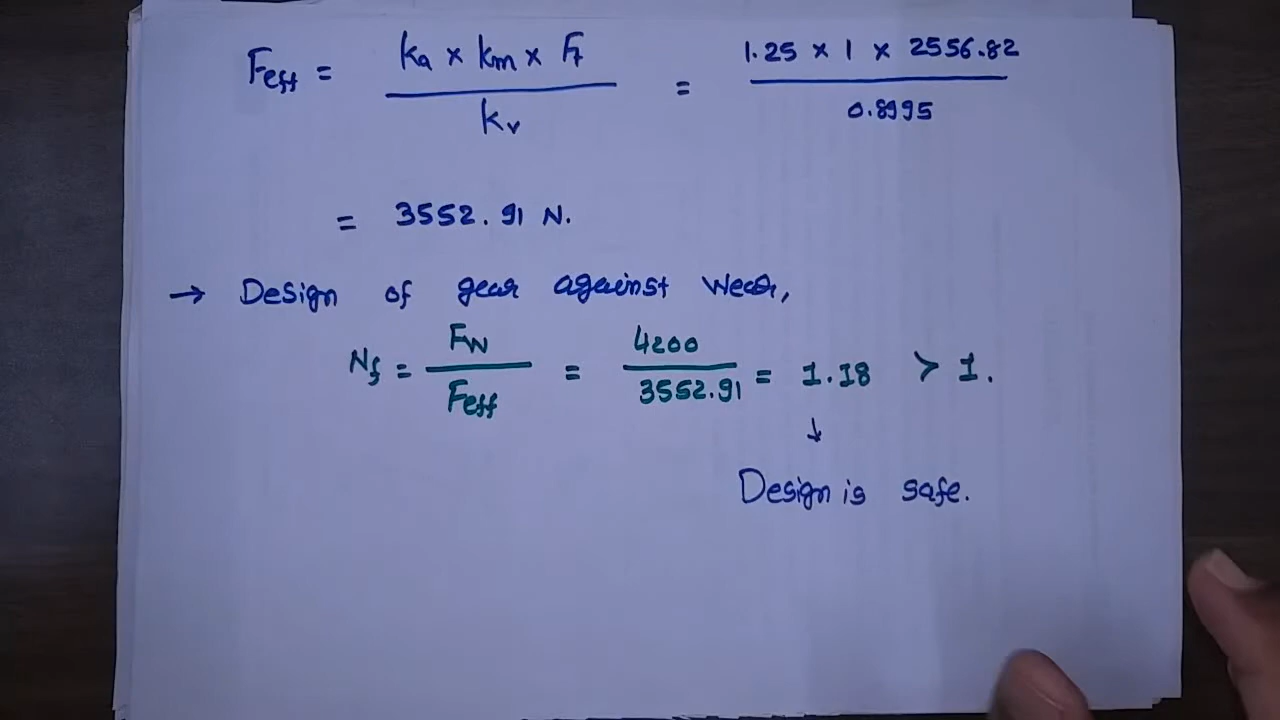 Feff = ka × km × Ft / kv = 1.25 × 1 × 2556.82 / 0.8995
= 3552.91 N.
→ Design of gear against wear,
Nf = FW / Feff = 4200 / 3552.91 = 1.18 > 1.
↓
Design is safe.